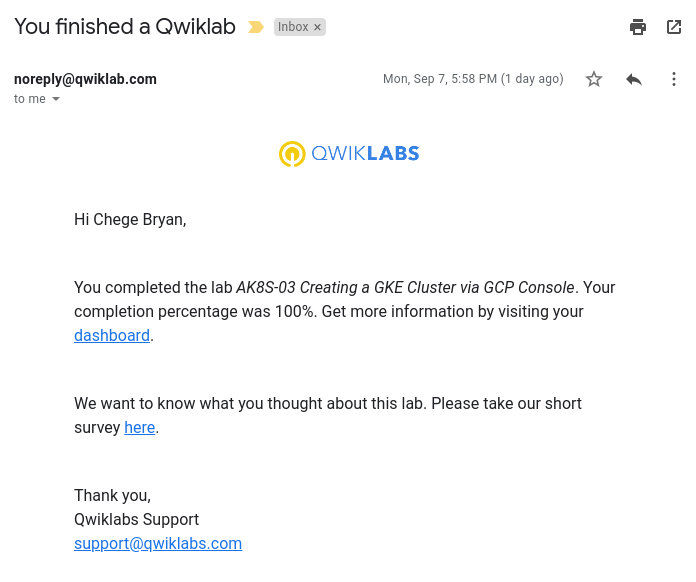 You finished a Qwiklab Inbox ×
noreply@qwiklab.com Mon, Sep 7, 5:58 PM (1 day ago)
to me
QWIKLABS
Hi Chege Bryan,
You completed the lab AK8S-03 Creating a GKE Cluster via GCP Console. Your
completion percentage was 100%. Get more information by visiting your
dashboard.
We want to know what you thought about this lab. Please take our short
survey here.
Thank you,
Qwiklabs Support
support@qwiklabs.com